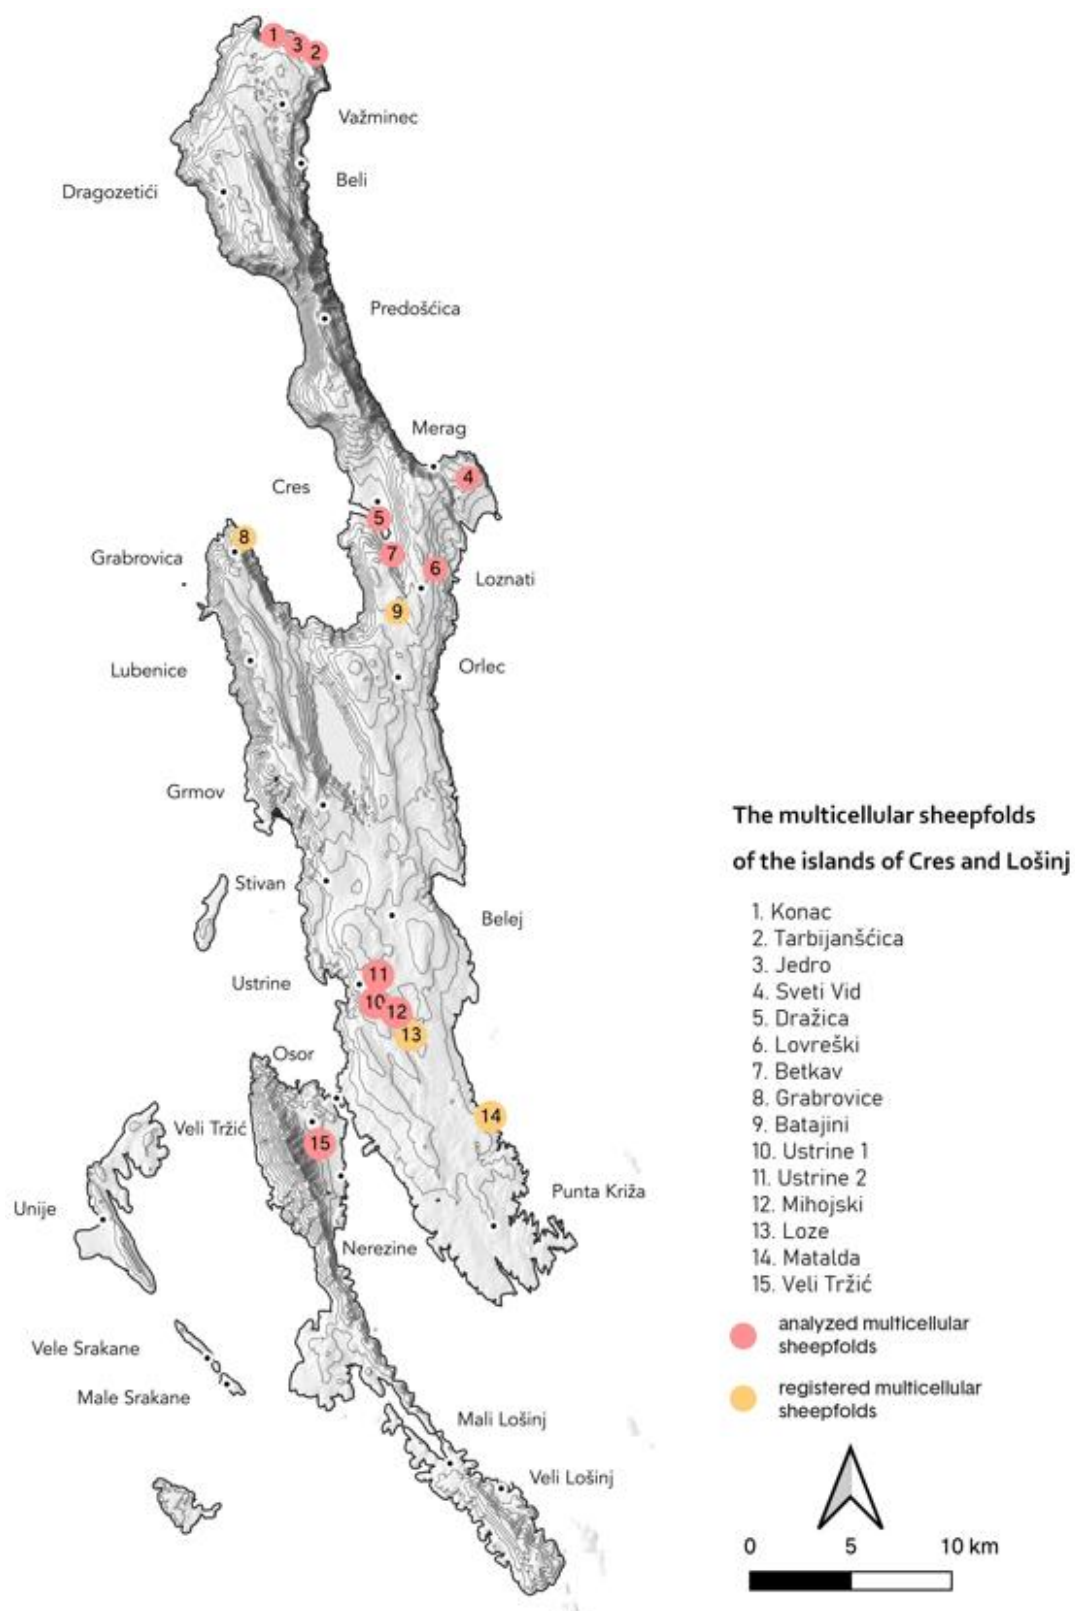 1
3
2
Važminec
Beli
Dragozetići
Predošćica
Merag
4
Cres
5
8
7
Grabrovica
6
Loznati
9
Lubenice
Orlec
Grmov
The multicellular sheepfolds
of the islands of Cres and Lošinj
Stivan
1. Konac
Belej
2. Tarbijanšćica
3. Jedro
11
Ustrine
4. Sveti Vid
10
12
5. Dražica
13
6. Lovreški
Osor
7. Betkav
8. Grabrovice
14
Veli Tržić
9. Batajini
15
10. Ustrine 1
11. Ustrine 2
Punta Križa
12. Mihojski
Unije
13. Loze
Nerezine
14. Matalda
15. Veli Tržić
analyzed multicellular
sheepfolds
Vele Srakane
registered multicellular
sheepfolds
Male Srakane
Mali Lošinj
Veli Lošinj
0 5 10 km